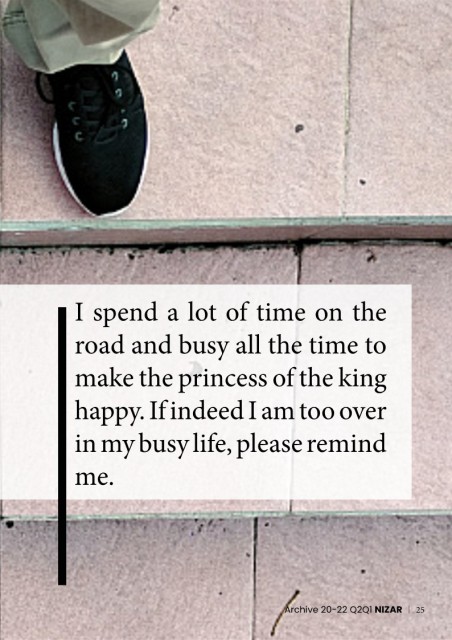 I spend a lot of time on the
road and busy all the time to
make the princess of the king
happy. If indeed I am too over
in my busy life, please remind
me.
Archive 20-22 Q2Q1 NIZAR | 25